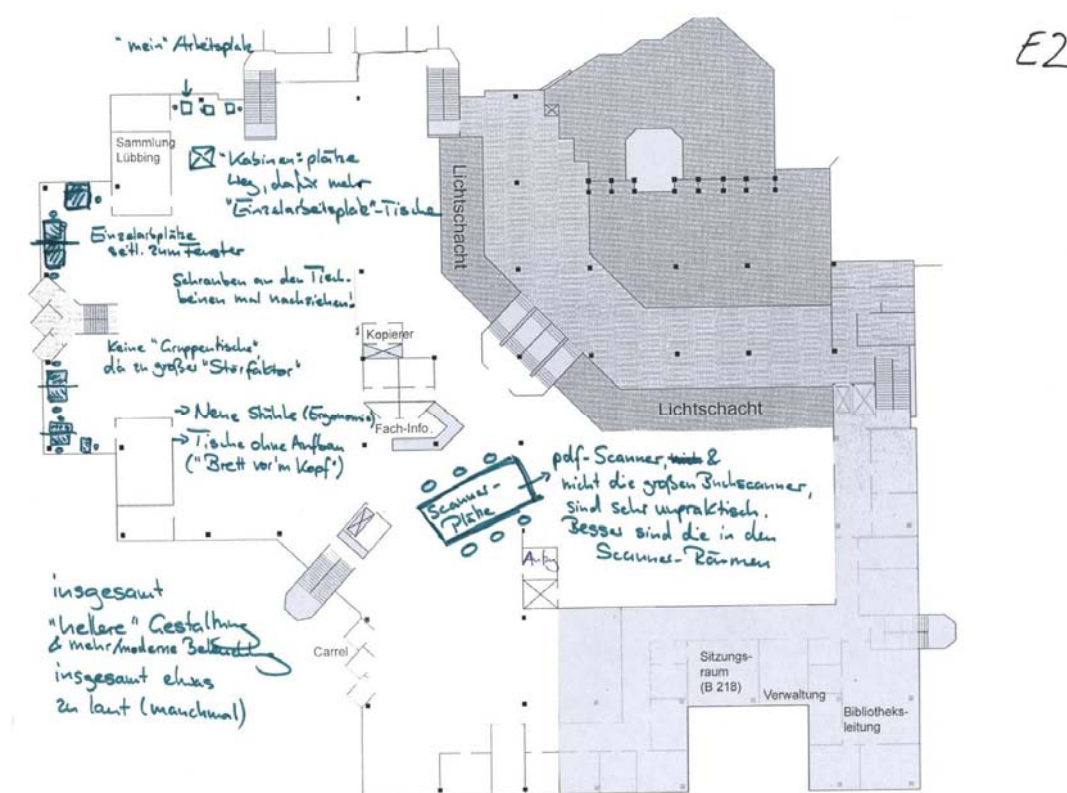 E2
"mein" Arbeitsplatz
Sammlung
Lübbing
"Kabinen"-plätze
weg, dafür mehr
"Einzelarbeitsplatz"-Tische
Lichtschacht
Einzelarbplätze
seitl. zum Fenster
Schrauben an den Tisch-
beinen mal nachziehen!
Kopierer
Keine "Gruppentische"
da zu großer "Störfaktor"
Lichtschacht
→ Neue Stühle (Ergonomie)
Fach-Info.
→ Tische ohne Aufbau
("Brett vor'm Kopf")
Scanner-
Plätze
pdf-Scanner, &
nicht die großen Buchscanner,
sind sehr unpraktisch.
Besser sind die in den
Scanner-Räumen
Aufzug
insgesamt
"hellere" Gestaltung
& mehr/moderne Beleuchtung
insgesamt etwas
zu laut (manchmal)
Carrel
Sitzungs-
raum
(B 218)
Verwaltung
Bibliotheks-
leitung